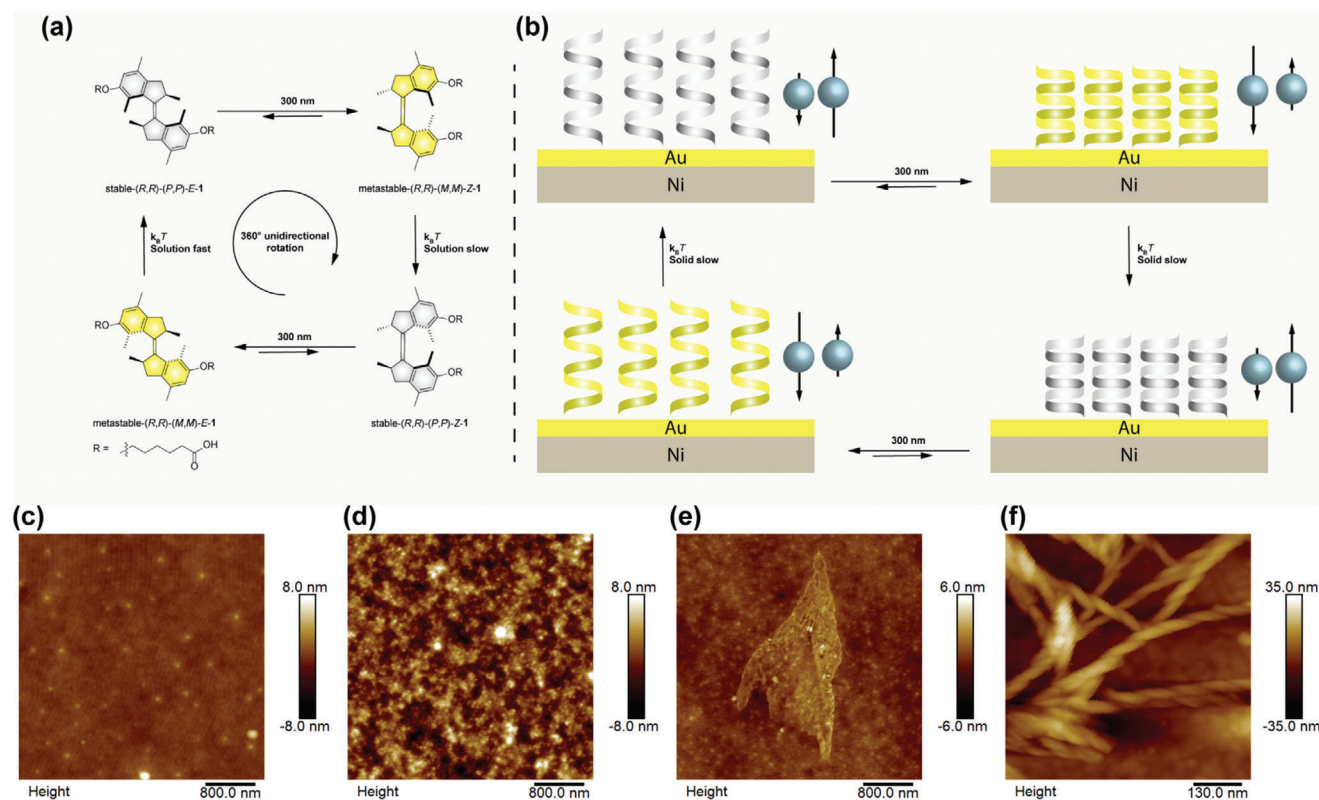 (a)
(b)
RO
OR
300 nm
OR
OR
stable-(R,R)-(P,P)-E-1
metastable-(R,R)-(M,M)-Z-1
Au
Ni
300 nm
Au
Ni
kBT
Solution fast
360° unidirectional
rotation
kBT
Solution slow
kBT
Solid slow
kBT
Solid slow
RO
OR
300 nm
OR
OR
metastable-(R,R)-(M,M)-E-1
stable-(R,R)-(P,P)-Z-1
R =
OH
O
Au
Ni
300 nm
Au
Ni
(c)
(d)
(e)
(f)
8.0 nm
-8.0 nm
Height
800.0 nm
8.0 nm
-8.0 nm
Height
800.0 nm
6.0 nm
-6.0 nm
Height
800.0 nm
35.0 nm
-35.0 nm
Height
130.0 nm